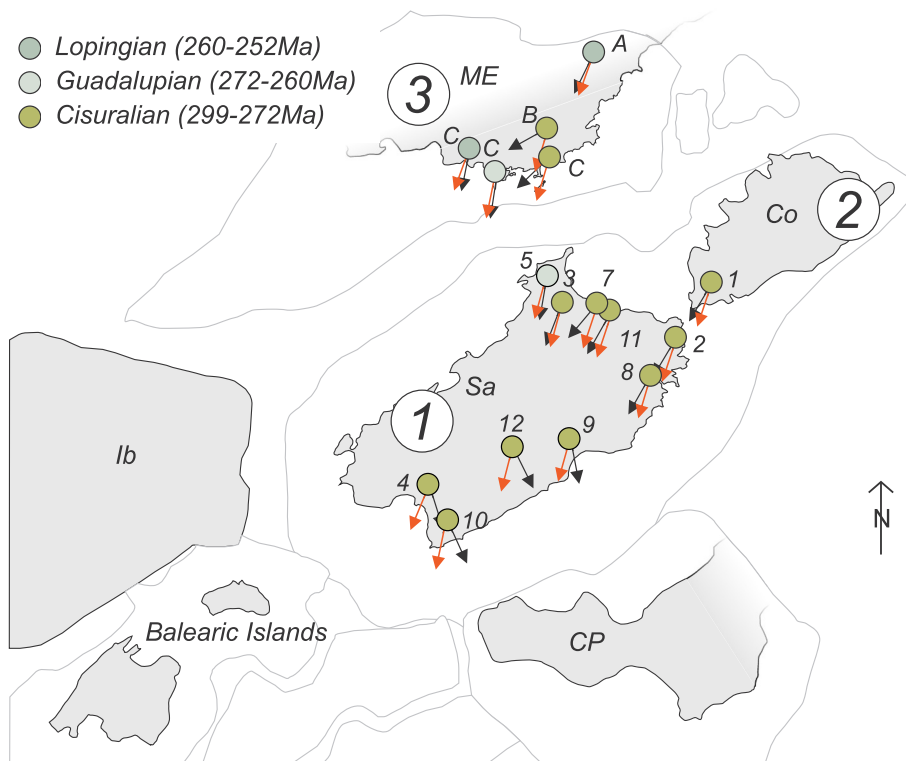 Lopingian (260-252Ma)
Guadalupian (272-260Ma)
Cisuralian (299-272Ma)
A
ME
3
B
C
C
C
Co
2
5
3
7
1
11
2
8
Sa
1
12
9
Ib
4
10
N
Balearic Islands
CP